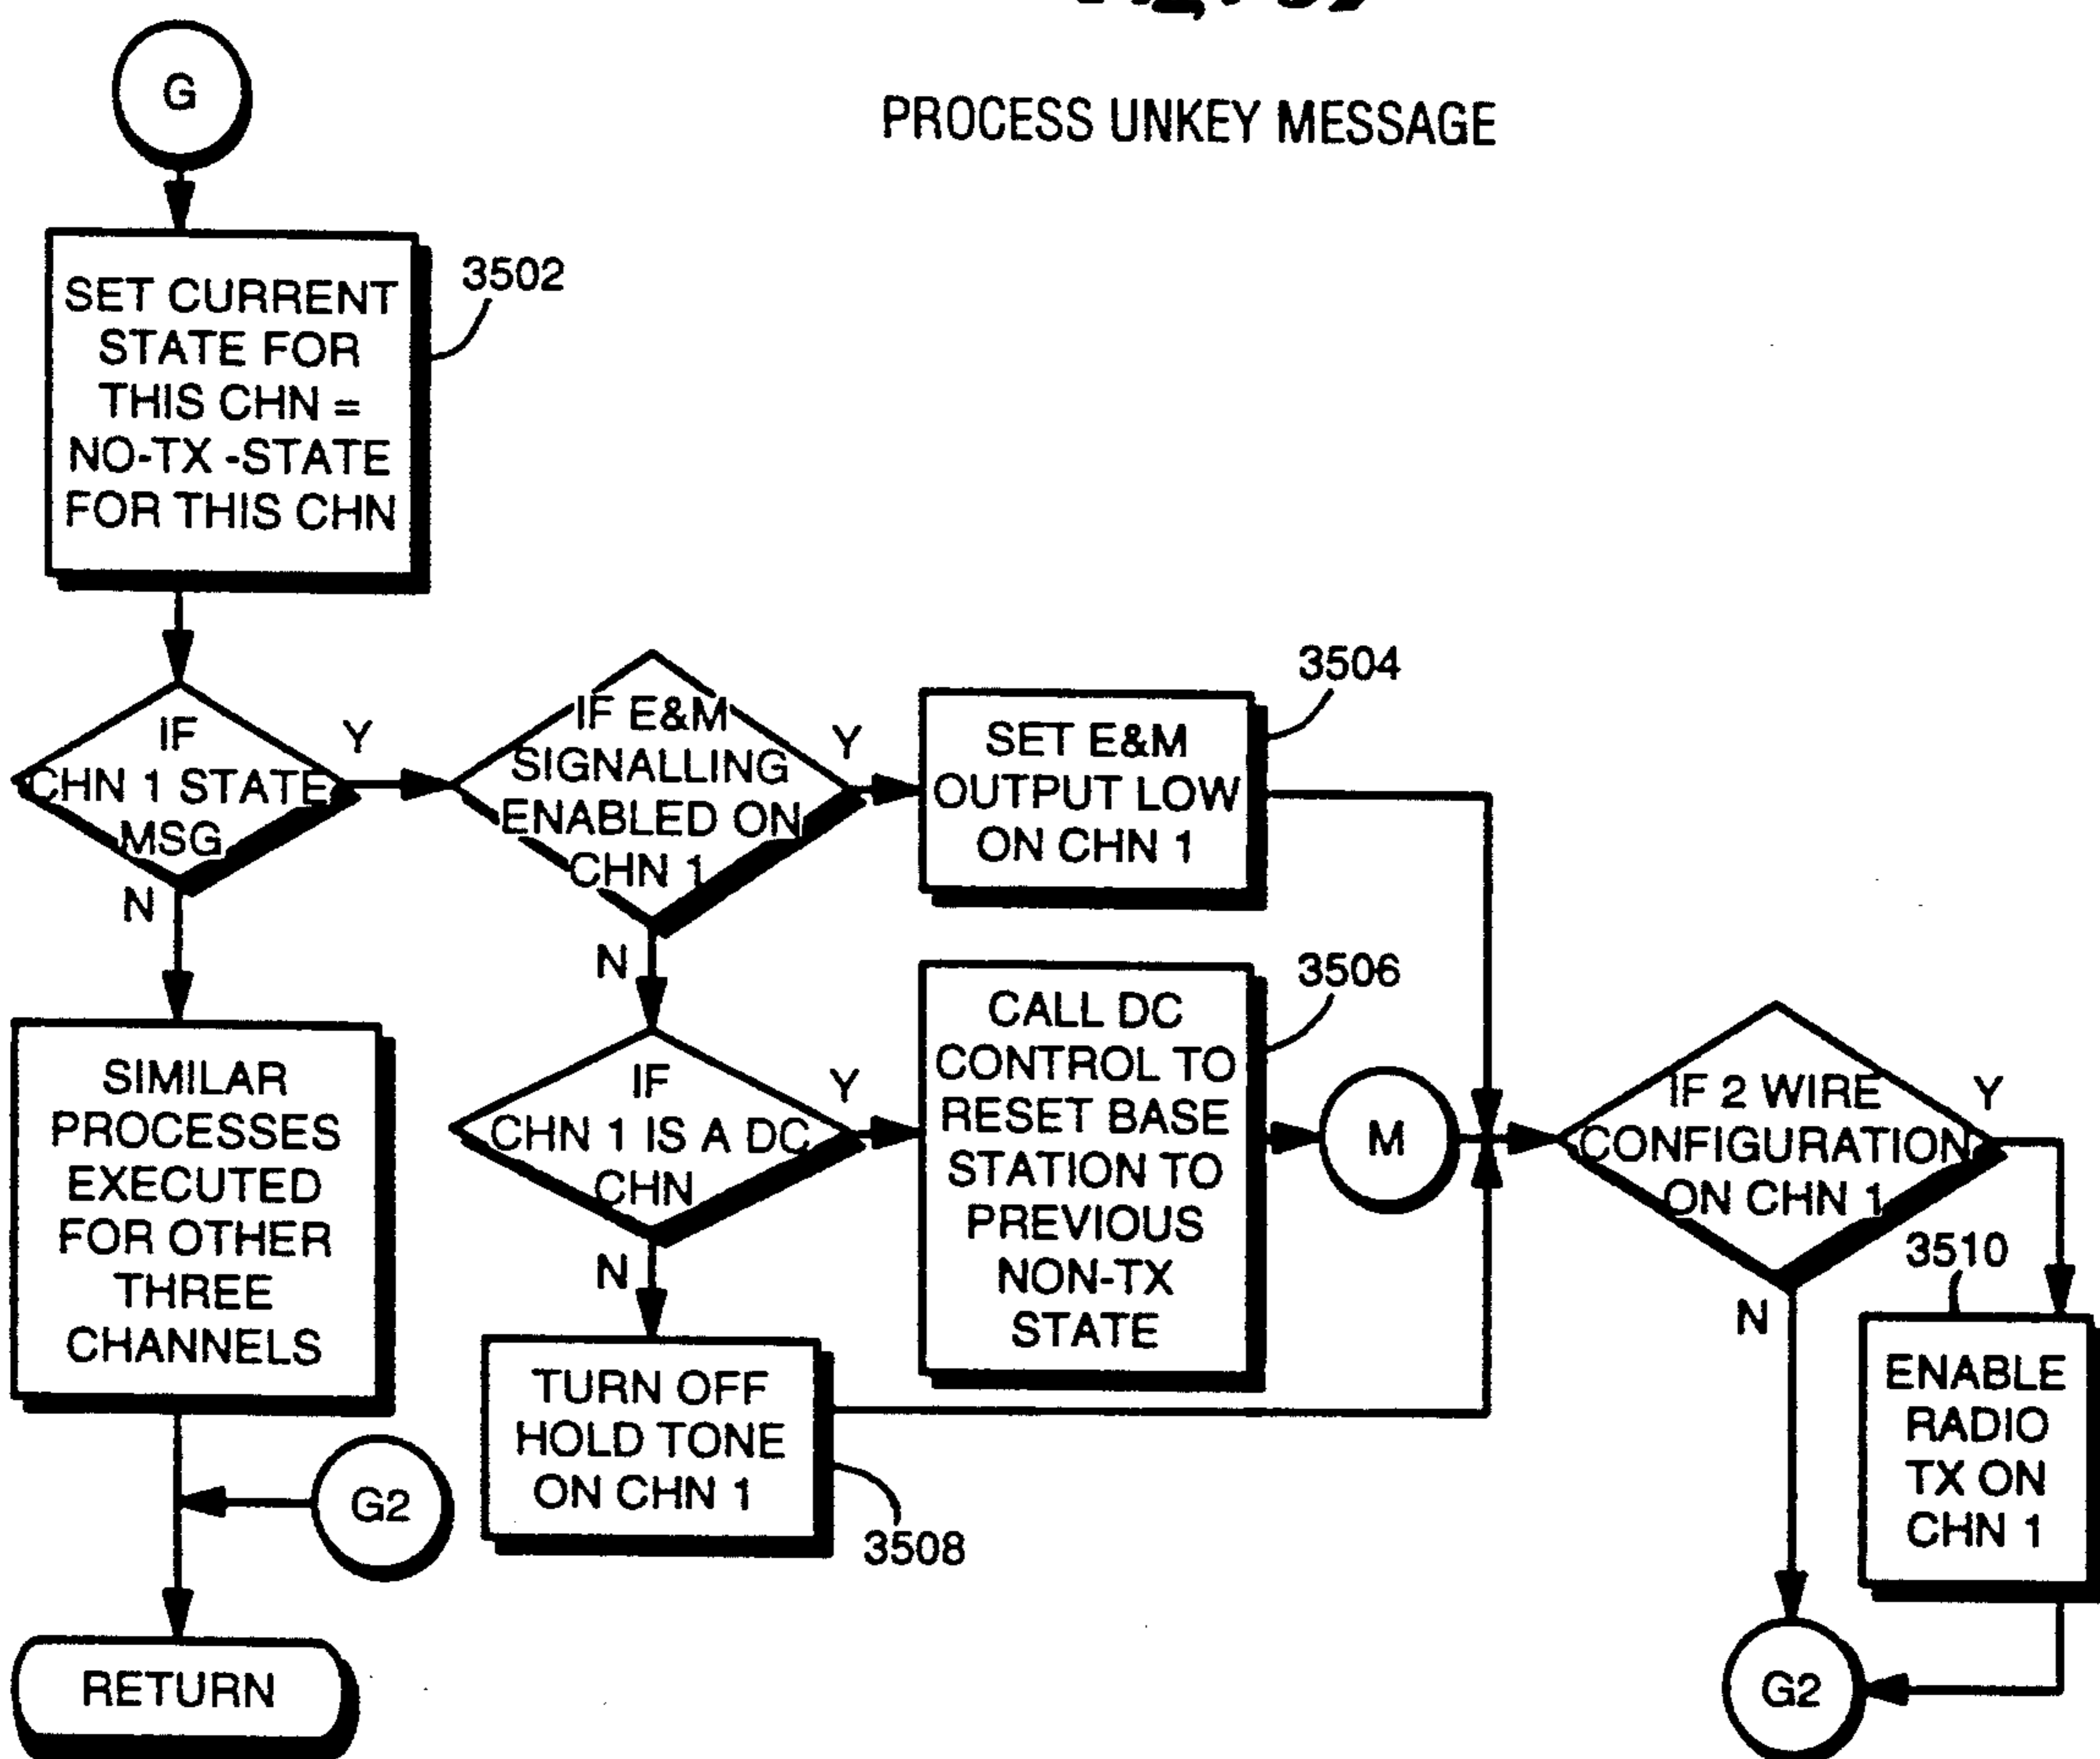 PROCESS UNKEY MESSAGE
G
SET CURRENT
STATE FOR
THIS CHN =
NO-TX -STATE
FOR THIS CHN
3502
IF
CHN 1 STATE
MSG
Y
N
IF E&M
SIGNALLING
ENABLED ON
CHN 1
Y
N
SET E&M
OUTPUT LOW
ON CHN 1
3504
SIMILAR
PROCESSES
EXECUTED
FOR OTHER
THREE
CHANNELS
IF
CHN 1 IS A DC
CHN
Y
N
CALL DC
CONTROL TO
RESET BASE
STATION TO
PREVIOUS
NON-TX
STATE
3506
M
IF 2 WIRE
CONFIGURATION
ON CHN 1
Y
N
3510
ENABLE
RADIO
TX ON
CHN 1
TURN OFF
HOLD TONE
ON CHN 1
3508
G2
RETURN
G2